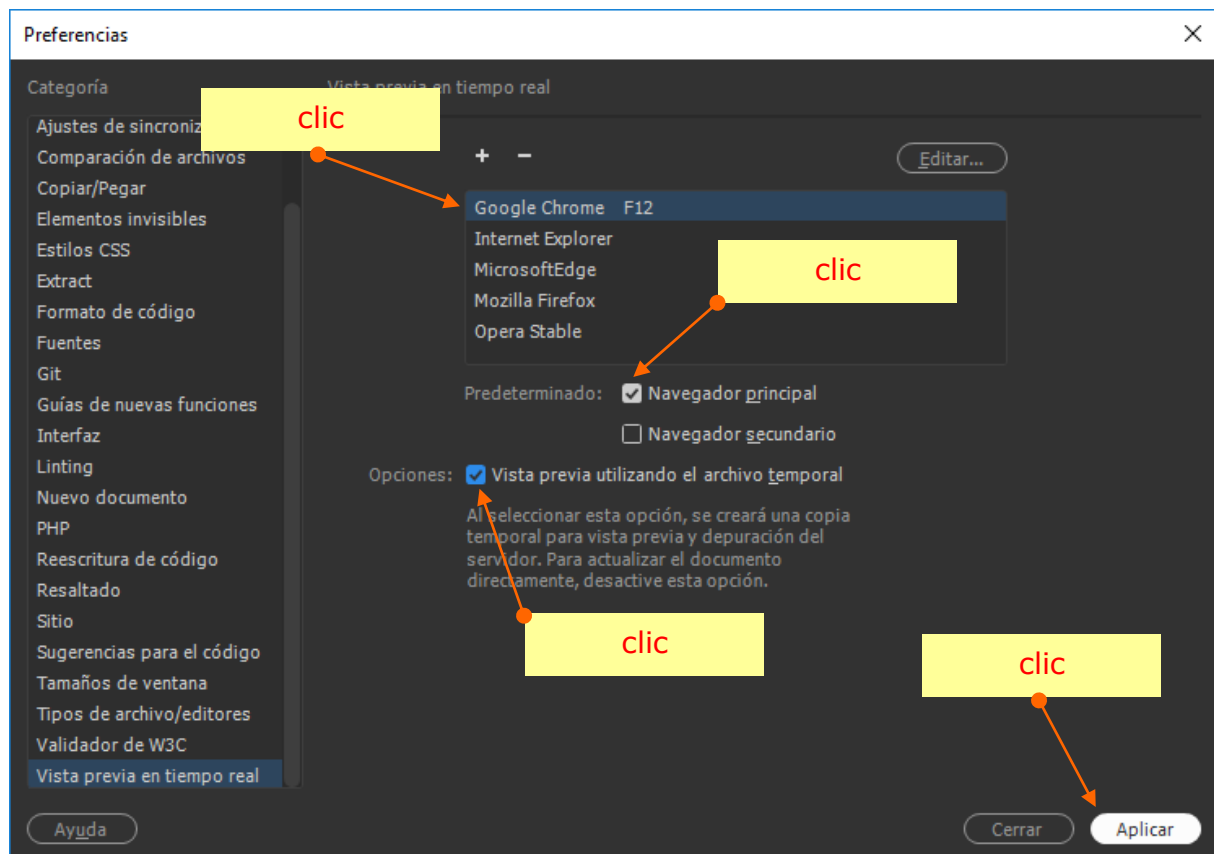 Preferencias
Categoría
Vista previa en tiempo real
clic
Ajustes de sincroniz
Comparación de archivos
Copiar/Pegar
Elementos invisibles
Estilos CSS
Extract
Formato de código
Fuentes
Git
Guías de nuevas funciones
Interfaz
Linting
Nuevo documento
PHP
Reescritura de código
Resaltado
Sitio
Sugerencias para el código
Tamaños de ventana
Tipos de archivo/editores
Validador de W3C
Vista previa en tiempo real
+ −
Editar...
Google Chrome F12
Internet Explorer
MicrosoftEdge
Mozilla Firefox
Opera Stable
clic
Predeterminado: Navegador principal
Navegador secundario
Opciones: Vista previa utilizando el archivo temporal
Al seleccionar esta opción, se creará una copia
temporal para vista previa y depuración del
servidor. Para actualizar el documento
directamente, desactive esta opción.
clic
clic
Ayuda
Cerrar
Aplicar